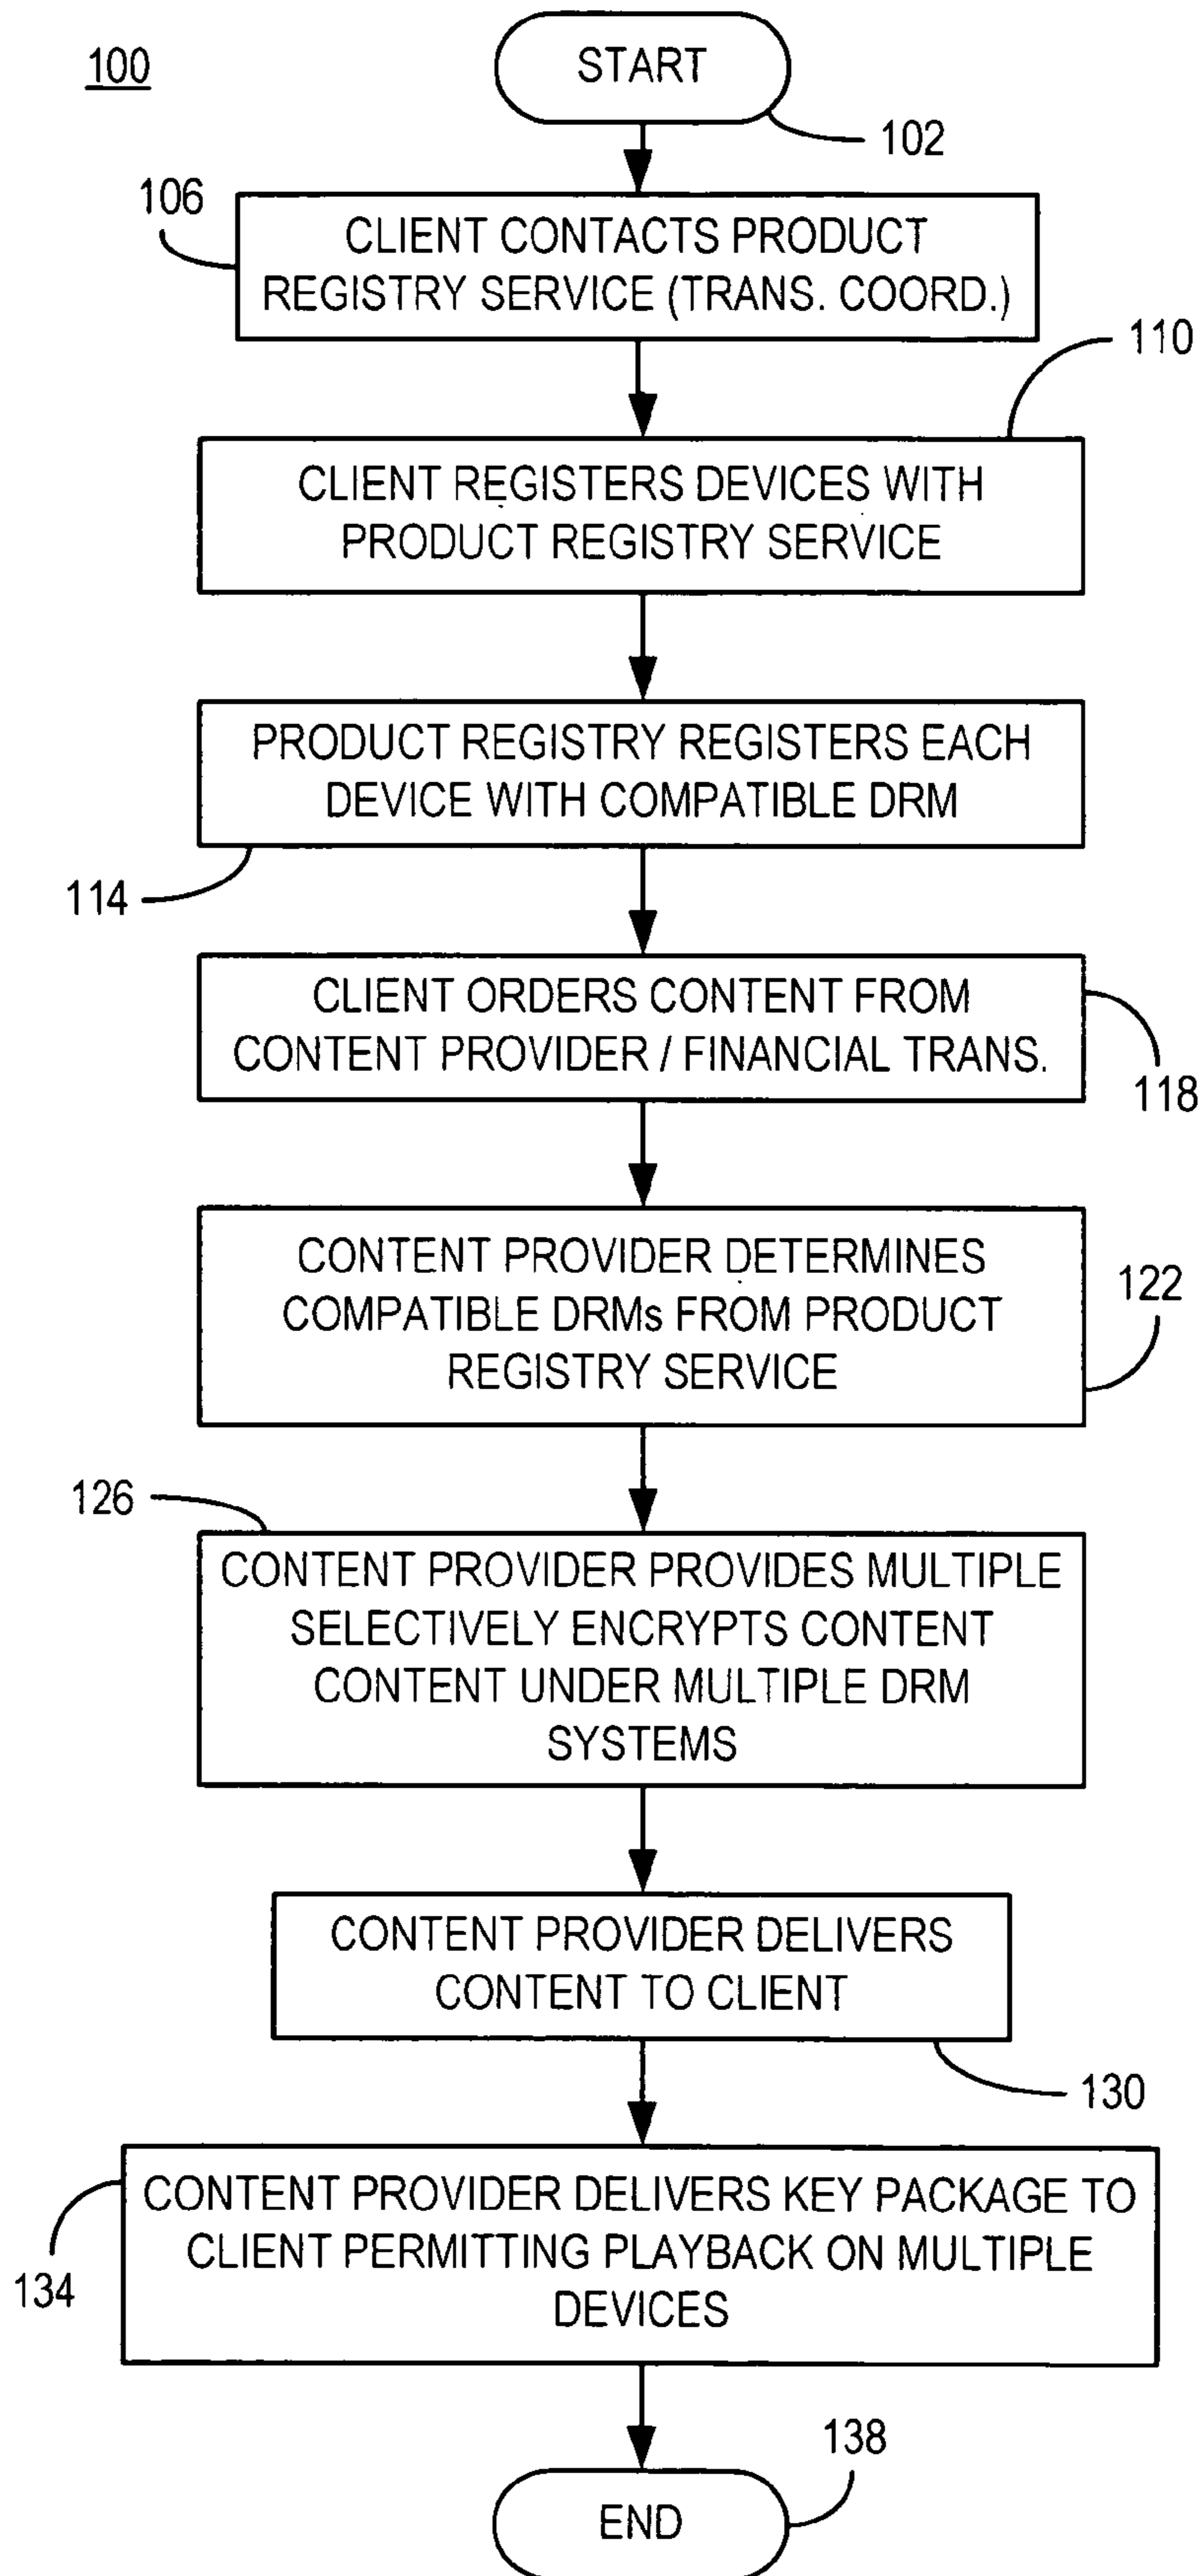 100
START
102
106
CLIENT CONTACTS PRODUCT
REGISTRY SERVICE (TRANS. COORD.)
110
CLIENT REGISTERS DEVICES WITH
PRODUCT REGISTRY SERVICE
PRODUCT REGISTRY REGISTERS EACH
DEVICE WITH COMPATIBLE DRM
114
CLIENT ORDERS CONTENT FROM
CONTENT PROVIDER / FINANCIAL TRANS.
118
CONTENT PROVIDER DETERMINES
COMPATIBLE DRMs FROM PRODUCT
REGISTRY SERVICE
122
126
CONTENT PROVIDER PROVIDES MULTIPLE
SELECTIVELY ENCRYPTS CONTENT
CONTENT UNDER MULTIPLE DRM
SYSTEMS
CONTENT PROVIDER DELIVERS
CONTENT TO CLIENT
130
CONTENT PROVIDER DELIVERS KEY PACKAGE TO
CLIENT PERMITTING PLAYBACK ON MULTIPLE
DEVICES
134
138
END